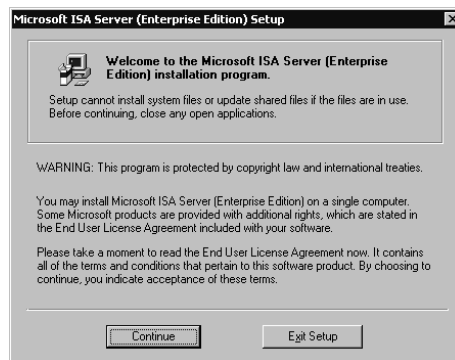 Microsoft ISA Server (Enterprise Edition) Setup
Welcome to the Microsoft ISA Server (Enterprise
Edition) installation program.
Setup cannot install system files or update shared files if the files are in use.
Before continuing, close any open applications.
WARNING: This program is protected by copyright law and international treaties.
You may install Microsoft ISA Server (Enterprise Edition) on a single computer.
Some Microsoft products are provided with additional rights, which are stated in
the End User License Agreement included with your software.
Please take a moment to read the End User License Agreement now. It contains
all of the terms and conditions that pertain to this software product. By choosing to
continue, you indicate acceptance of these terms.
Continue
Exit Setup